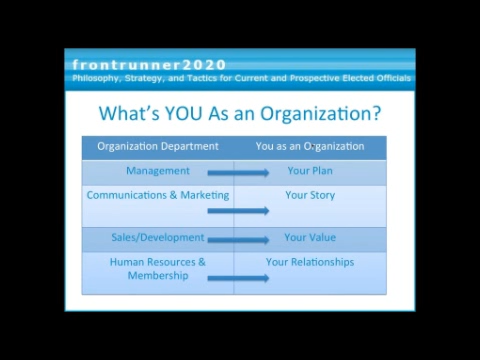 frontrunner2020
Philosophy, Strategy, and Tactics for Current and Prospective Elected Officials
What's YOU As an Organization?
Organization Department You as an Organization
Management Your Plan
Communications & Marketing Your Story
Sales/Development Your Value
Human Resources & Your Relationships
Membership